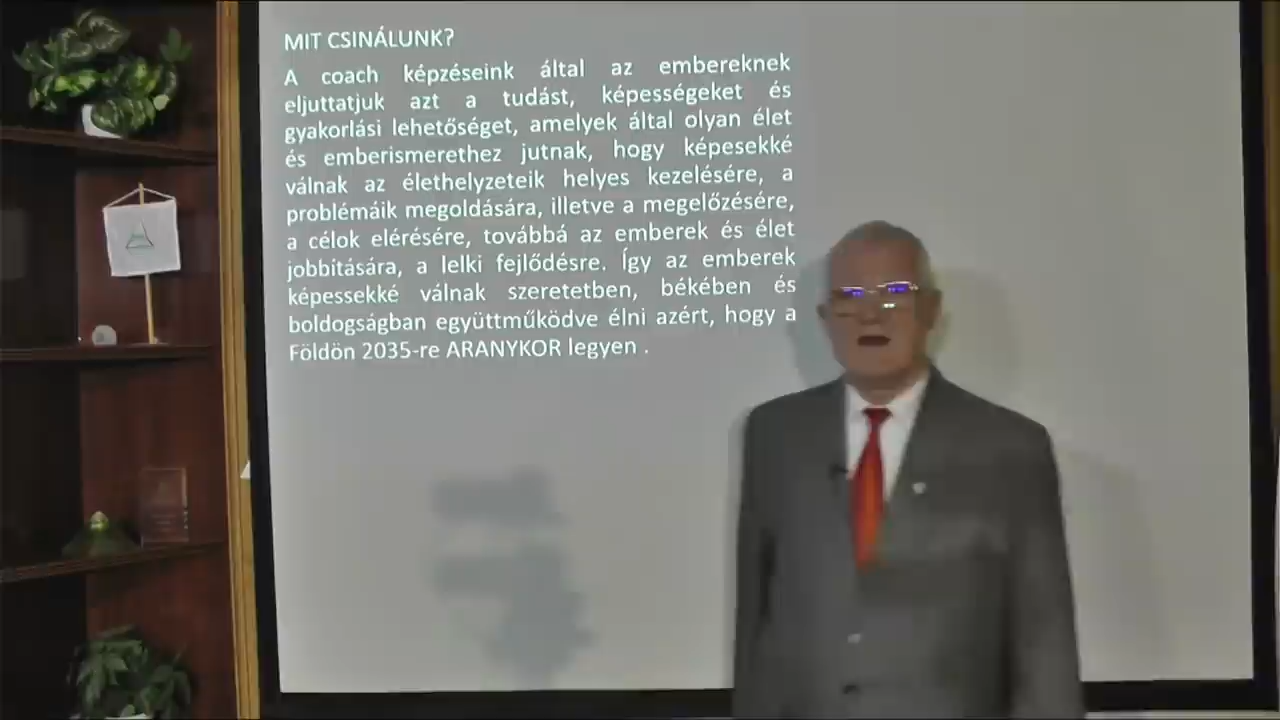 MIT CSINÁLUNK?
A coach képzéseink által az embereknek
eljuttatjuk azt a tudást, képességeket és
gyakorlási lehetőséget, amelyek által olyan élet
és emberismerethez jutnak, hogy képesekké
válnak az élethelyzeteik helyes kezelésére, a
problémáik megoldására, illetve a megelőzésére,
a célok elérésére, továbbá az emberek és élet
jobbítására, a lelki fejlődésre. Így az emberek
képessekké válnak szeretetben, békében és
boldogságban együttműködve élni azért, hogy a
Földön 2035-re ARANYKOR legyen .